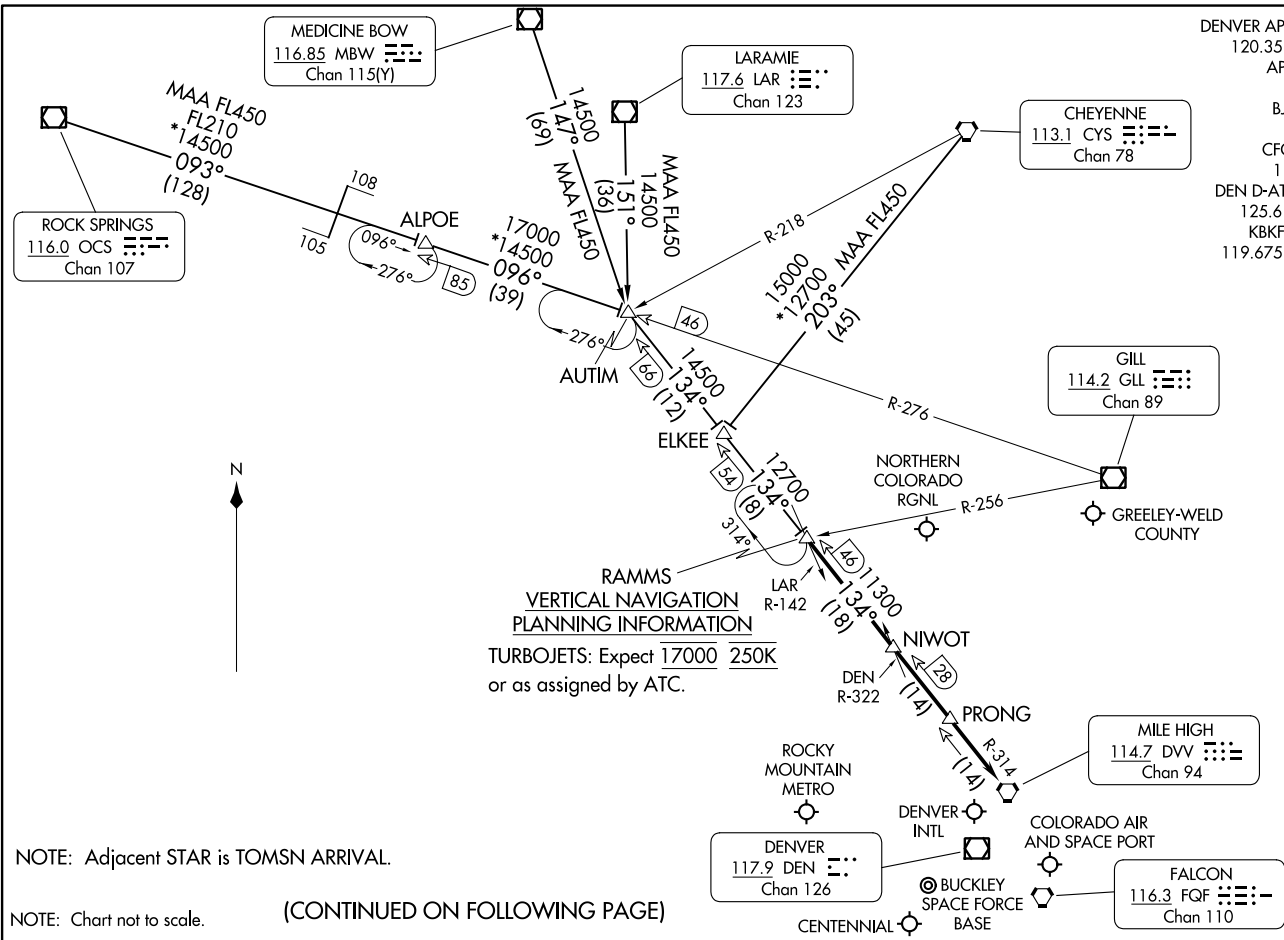 MEDICINE BOW
116.85 MBW
Chan 115(Y)
LARAMIE
117.6 LAR
Chan 123
DENVER AP
120.35
AP
B
CFO
1
DEN D-AT
125.6
KBKF
119.675
CHEYENNE
113.1 CYS
Chan 78
MAA FL450
FL210
*14500
093°
(128)
14500
147°
(69)
MAA FL450
MAA FL450
14500
151°
(36)
ROCK SPRINGS
116.0 OCS
Chan 107
108
105
ALPOE
096°
276°
85
17000
*14500
096°
(39)
R-218
15000
*12700
203°
(45)
MAA FL450
276°
AUTIM
46
66
14500
134°
(12)
GILL
114.2 GLL
Chan 89
R-276
ELKEE
54
12700
134°
(8)
314°
NORTHERN
COLORADO
RGNL
R-256
GREELEY-WELD
COUNTY
N
RAMMS
VERTICAL NAVIGATION
PLANNING INFORMATION
TURBOJETS: Expect 17000 250K
or as assigned by ATC.
LAR
R-142
46
11300
134°
(18)
NIWOT
DEN
R-322
28
(14)
PRONG
R-314
(14)
MILE HIGH
114.7 DVV
Chan 94
ROCKY
MOUNTAIN
METRO
DENVER
INTL
COLORADO AIR
AND SPACE PORT
DENVER
117.9 DEN
Chan 126
BUCKLEY
SPACE FORCE
BASE
FALCON
116.3 FQF
Chan 110
CENTENNIAL
NOTE: Adjacent STAR is TOMSN ARRIVAL.
NOTE: Chart not to scale.
(CONTINUED ON FOLLOWING PAGE)